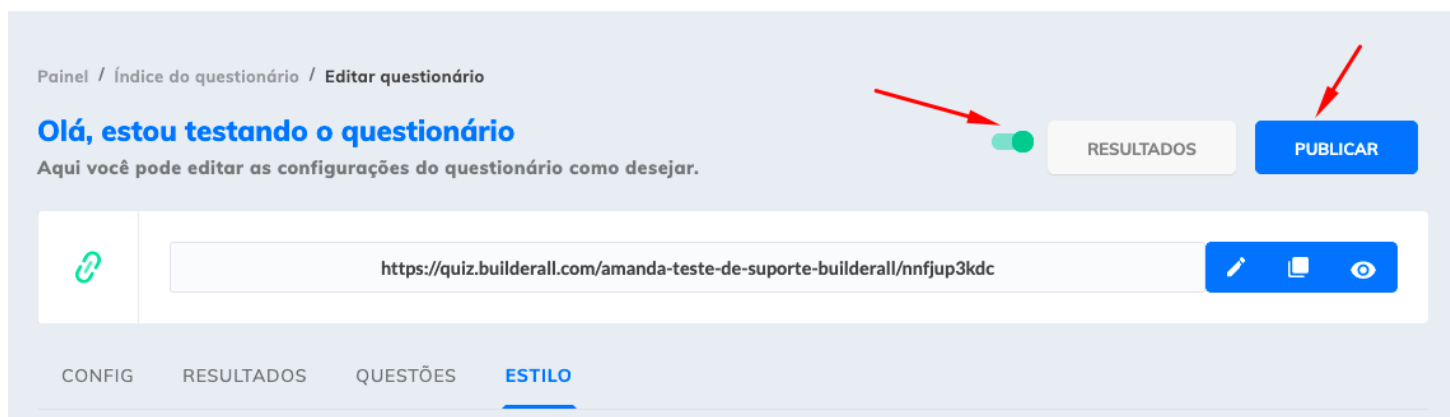 Painel / Índice do questionário / Editar questionário
Olá, estou testando o questionário
Aqui você pode editar as configurações do questionário como desejar.
RESULTADOS
PUBLICAR
https://quiz.builderall.com/amanda-teste-de-suporte-builderall/nnfjup3kdc
CONFIG RESULTADOS QUESTÕES ESTILO